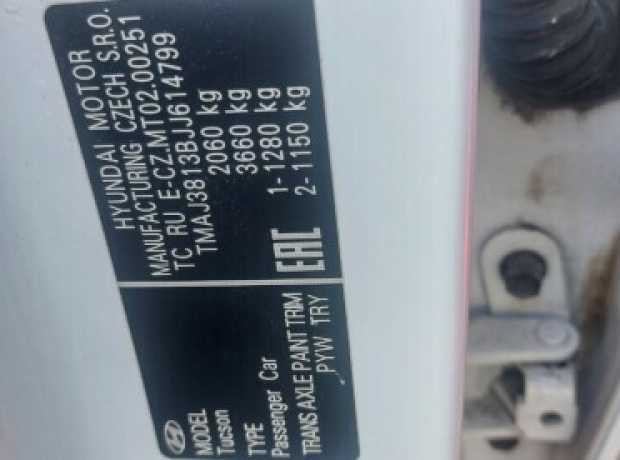 HYUNDAI MOTOR
MANUFACTURING CZECH S.R.O.
TC RU E-CZ.MT02.00251
TMAJ3813BJJ614799
2060 kg
3660 kg
1-1280 kg
2-1150 kg
EAC
MODEL
Tucson
TYPE
Passenger Car
TRANS AXLE PAINT TRIM
PYW TRY